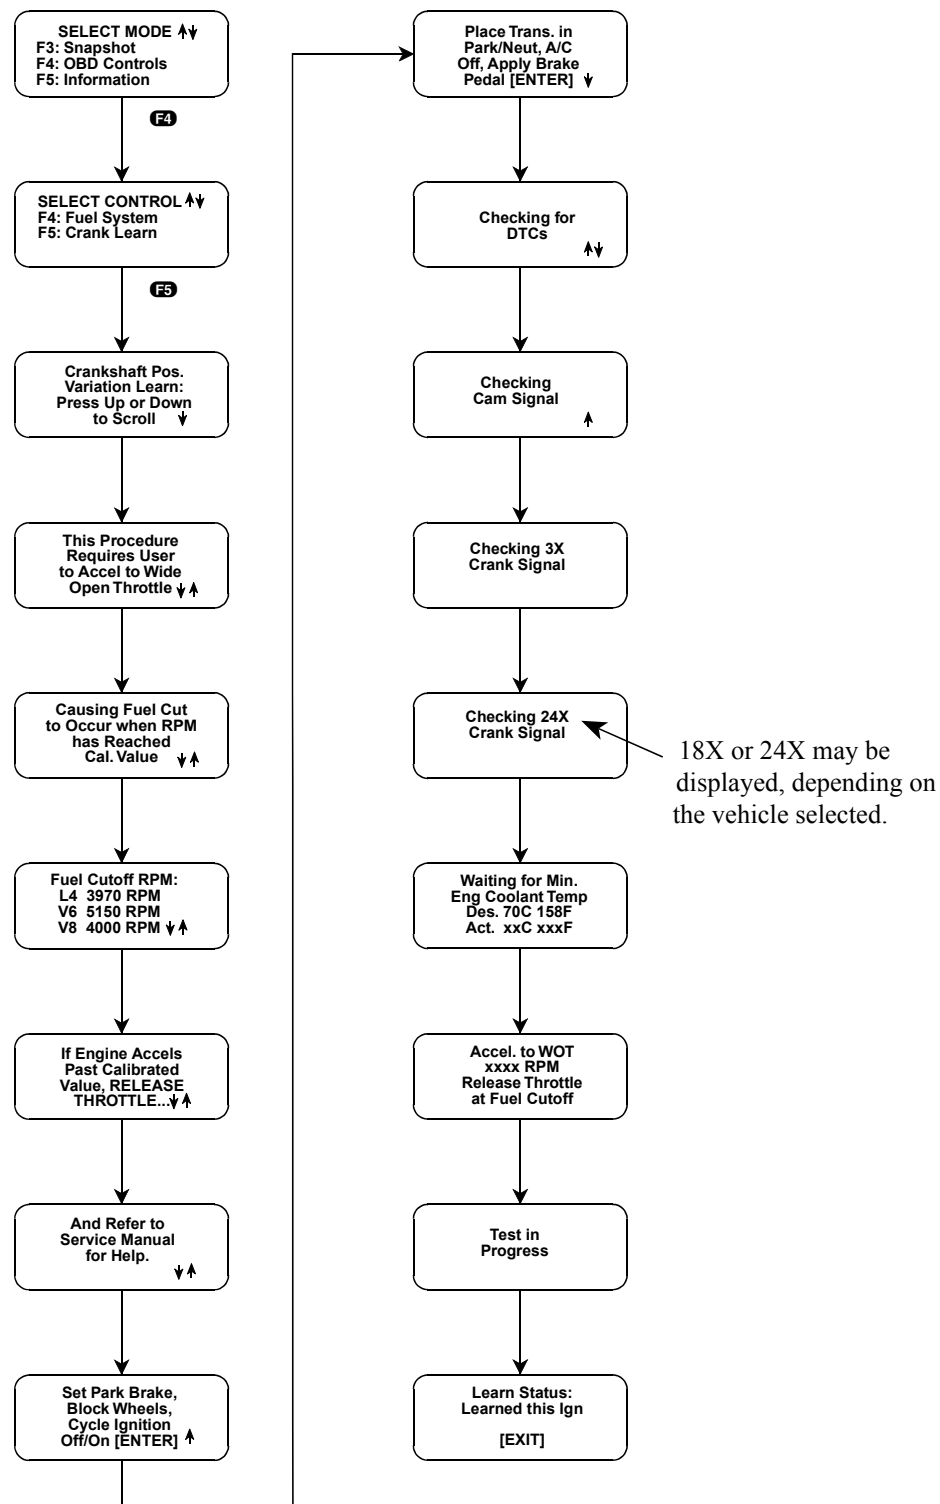 SELECT MODE
F3: Snapshot
F4: OBD Controls
F5: Information
F4
SELECT CONTROL
F4: Fuel System
F5: Crank Learn
F5
Crankshaft Pos.
Variation Learn:
Press Up or Down
to Scroll
This Procedure
Requires User
to Accel to Wide
Open Throttle
Causing Fuel Cut
to Occur when RPM
has Reached
Cal. Value
Fuel Cutoff RPM:
L4 3970 RPM
V6 5150 RPM
V8 4000 RPM
If Engine Accels
Past Calibrated
Value, RELEASE
THROTTLE...
And Refer to
Service Manual
for Help.
Set Park Brake,
Block Wheels,
Cycle Ignition
Off/On [ENTER]
Place Trans. in
Park/Neut, A/C
Off, Apply Brake
Pedal [ENTER]
Checking for
DTCs
Checking
Cam Signal
Checking 3X
Crank Signal
Checking 24X
Crank Signal
18X or 24X may be
displayed, depending on
the vehicle selected.
Waiting for Min.
Eng Coolant Temp
Des. 70C 158F
Act. xxC xxxF
Accel. to WOT
xxxx RPM
Release Throttle
at Fuel Cutoff
Test in
Progress
Learn Status:
Learned this Ign
[EXIT]